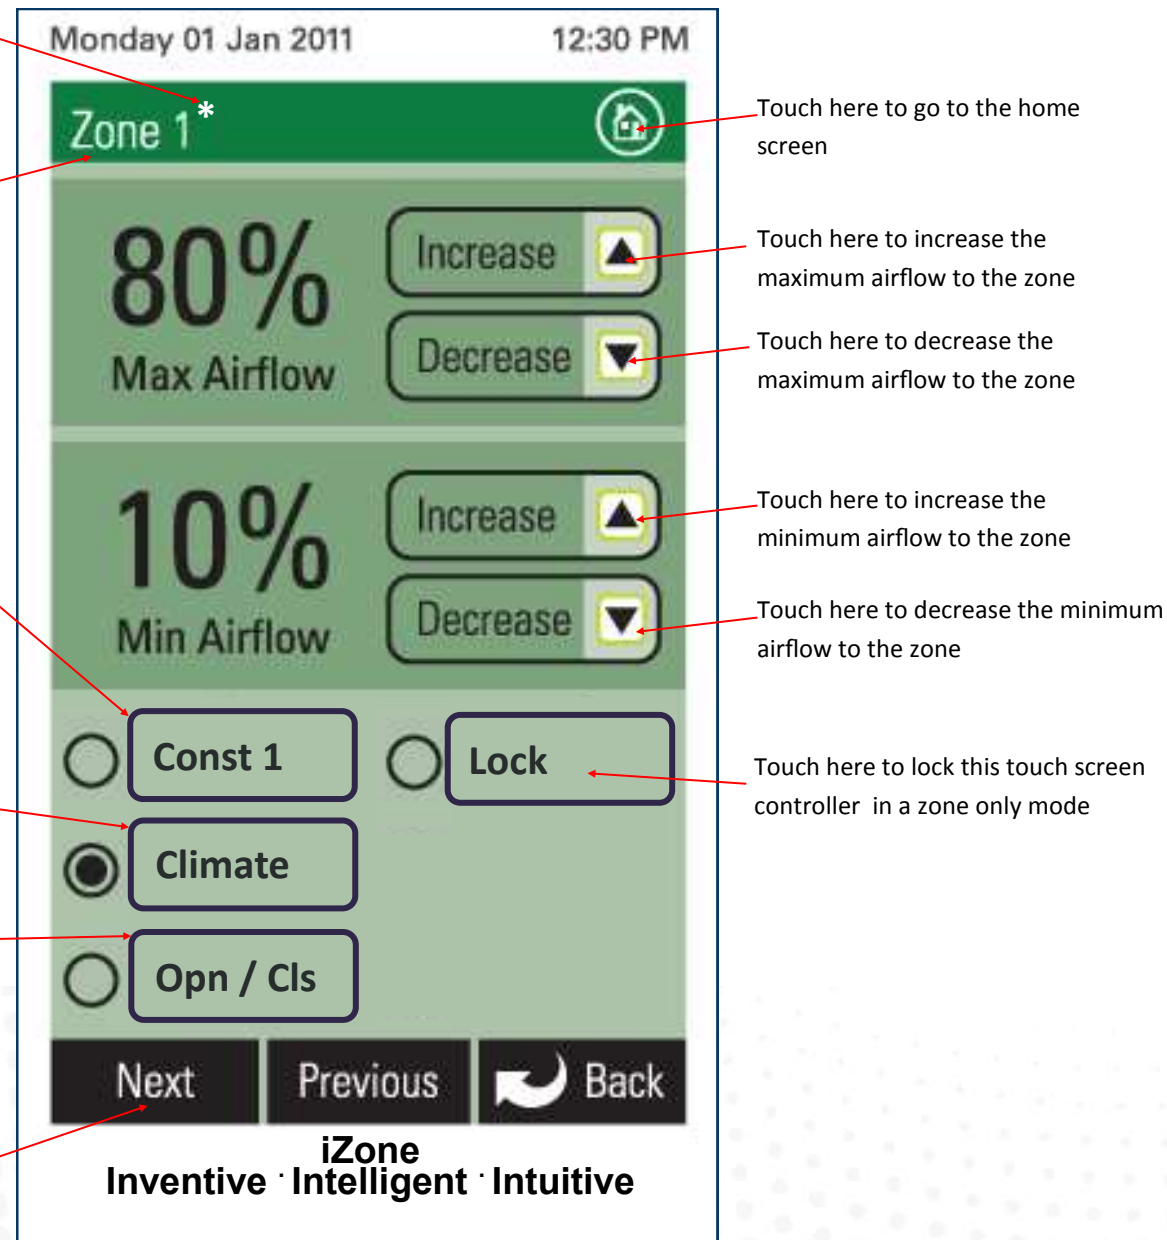 Monday 01 Jan 2011 12:30 PM
Zone 1*
Touch here to go to the home
screen
80%
Max Airflow
Increase
Touch here to increase the
maximum airflow to the zone
Decrease
Touch here to decrease the
maximum airflow to the zone
10%
Min Airflow
Increase
Touch here to increase the
minimum airflow to the zone
Decrease
Touch here to decrease the minimum
airflow to the zone
Const 1
Lock
Touch here to lock this touch screen
controller in a zone only mode
Climate
Opn / Cls
Next Previous Back
iZone
Inventive · Intelligent · Intuitive